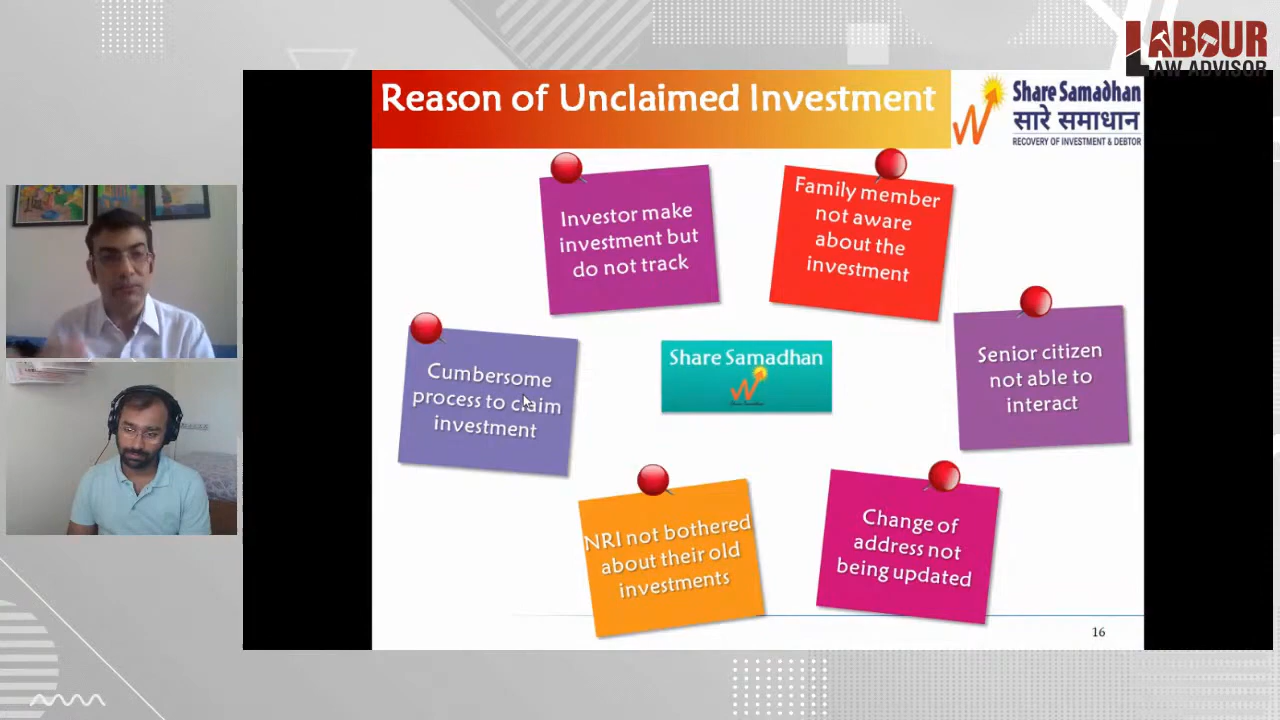 LABOUR
LAW ADVISOR
Reason of Unclaimed Investment
Share Samadhan
सारे समाधान
RECOVERY OF INVESTMENT & DEBTOR
Investor make
investment but
do not track
Family member
not aware
about the
investment
Cumbersome
process to claim
investment
Share Samadhan
Senior citizen
not able to
interact
NRI not bothered
about their old
investments
Change of
address not
being updated
16